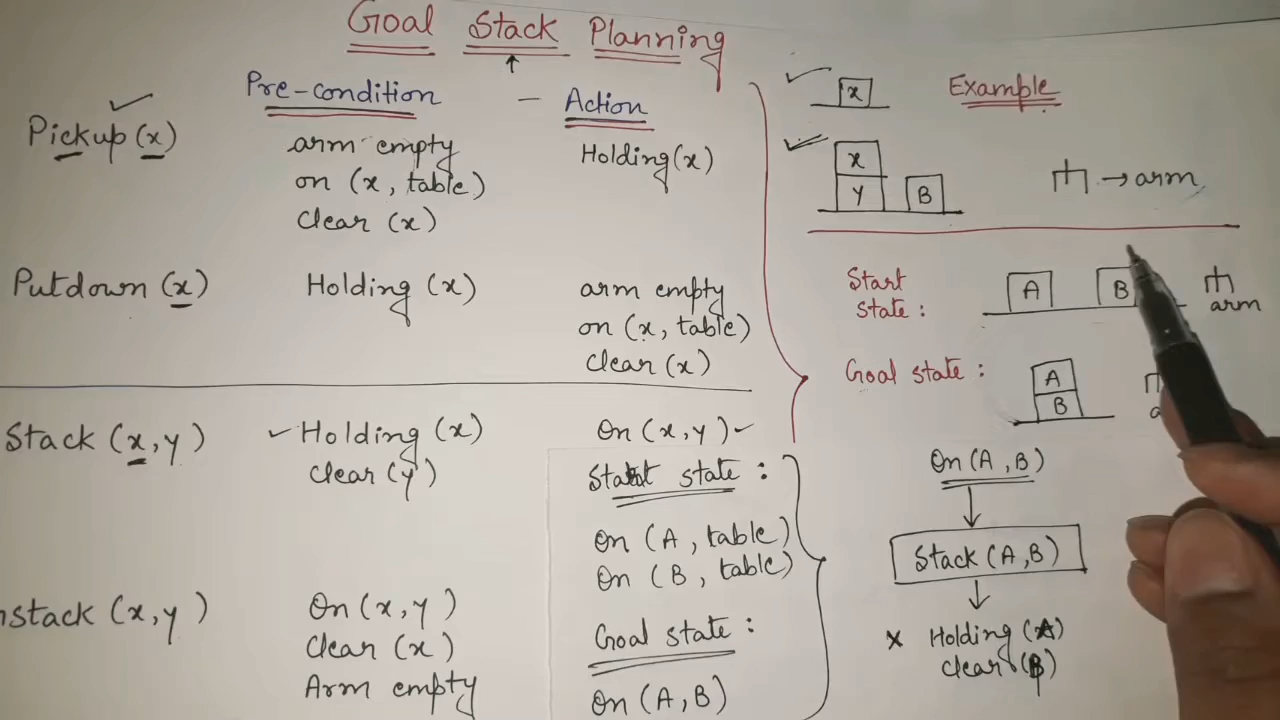 Goal Stack Planning
Pre-condition - Action
Pickup (x)
arm empty
on (x, table)
Clear (x)
Holding (x)
Putdown (x)
Holding (x)
arm empty
on (x, table)
Clear (x)
Stack (x,y)
Holding (x)
Clear (y)
On (x,y)
nstack (x,y)
On (x,y)
Clear (x)
Arm empty
state :
On (A, table)
On (B, table)
Goal state :
On (A, B)
Example
x
x
y
B
→ arm
Start
state :
A
B
arm
Goal state :
A
B
On (A, B)
Stack (A, B)
x Holding (A)
Clear (B)